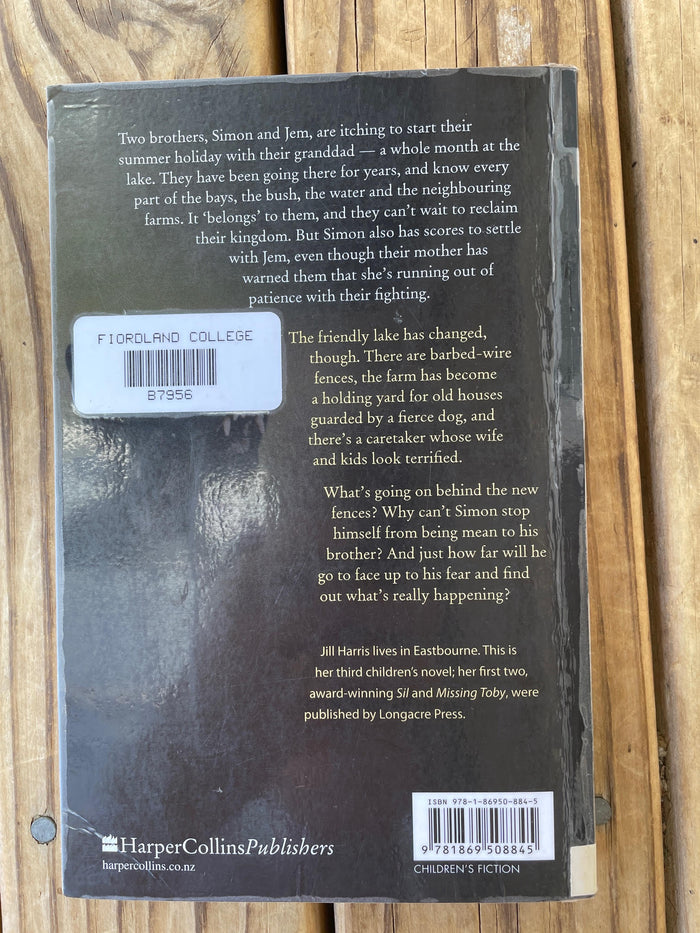 Two brothers, Simon and Jem, are itching to start their
summer holiday with their granddad — a whole month at the
lake. They have been going there for years, and know every
part of the bays, the bush, the water and the neighbouring
farms. It ‘belongs’ to them, and they can’t wait to reclaim
their kingdom. But Simon also has scores to settle
with Jem, even though their mother has
warned them that she’s running out of
patience with their fighting.
FIORDLAND COLLEGE
B7956
The friendly lake has changed,
though. There are barbed-wire
fences, the farm has become
a holding yard for old houses
guarded by a fierce dog, and
there’s a caretaker whose wife
and kids look terrified.
What’s going on behind the new
fences? Why can’t Simon stop
himself from being mean to his
brother? And just how far will he
go to face up to his fear and find
out what’s really happening?
Jill Harris lives in Eastbourne. This is
her third children’s novel; her first two,
award-winning Sil and Missing Toby, were
published by Longacre Press.
HarperCollinsPublishers
harpercollins.co.nz
ISBN 978-1-86950-884-5
9 781869 508845
CHILDREN’S FICTION